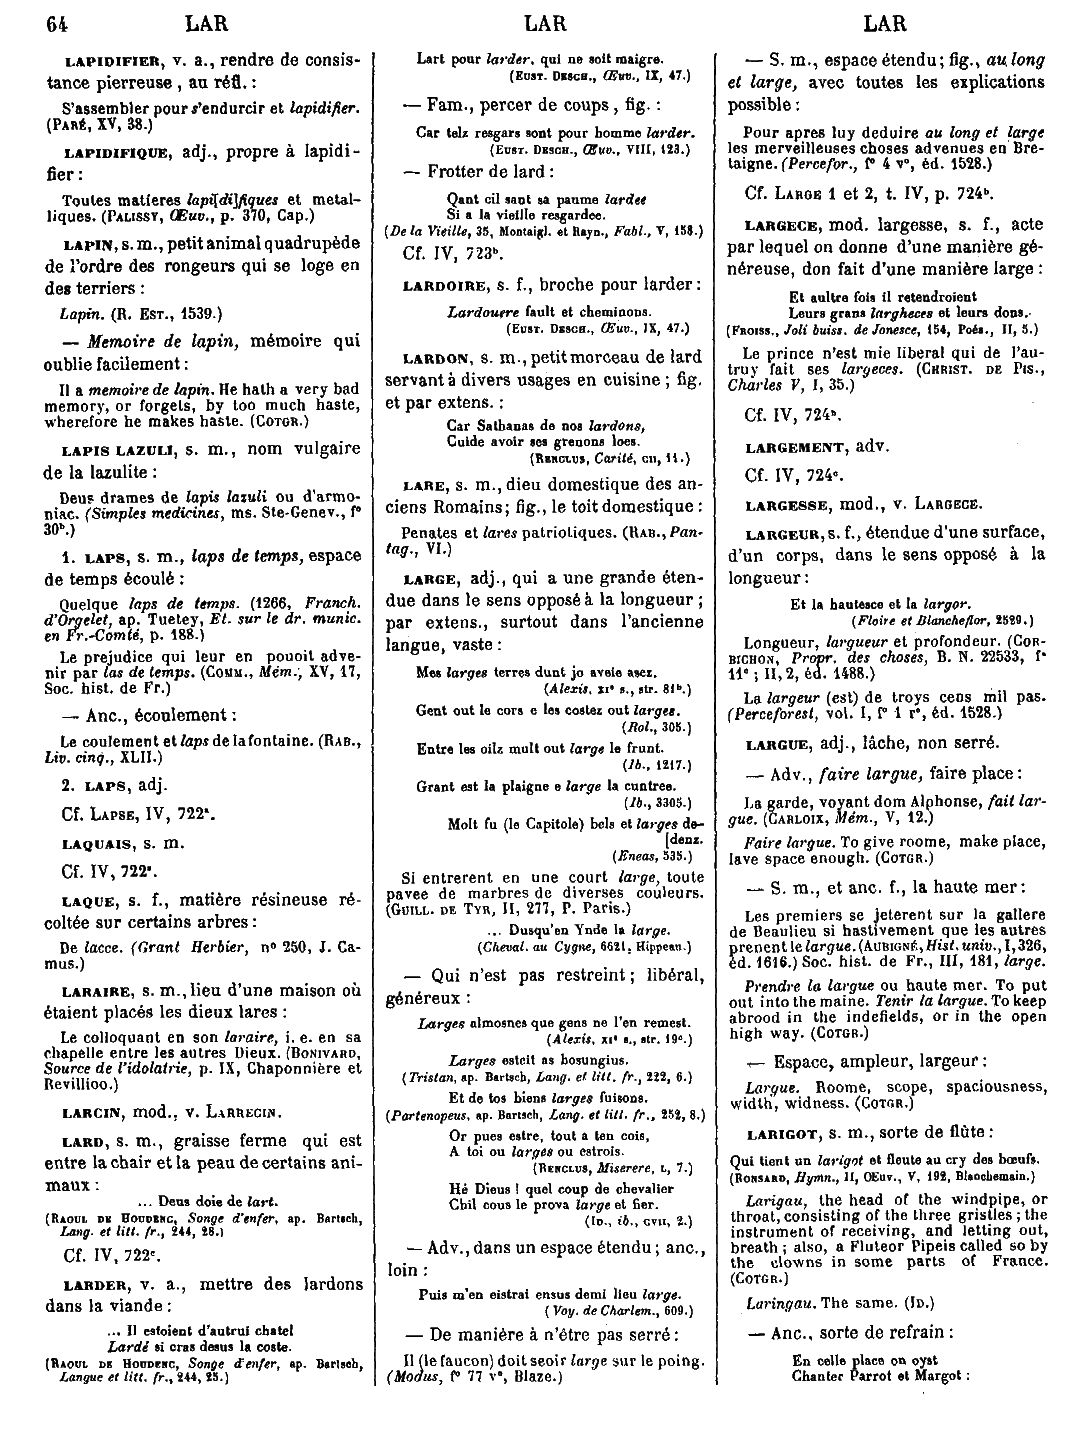 64 LAR LAR LAR
LAPIDIFIER, v. a., rendre de consis-
tance pierreuse, au réfl. :
S'assembler pour s'endurcir et lapidifier.
(PARÉ, XV, 38.)
LAPIDIFIQUE, adj., propre à lapidi-
fier :
Toutes matieres lapi[di]fiques et metal-
liques. (PALISSY, Œuv., p. 370, Cap.)
LAPIN, s. m., petit animal quadrupède
de l'ordre des rongeurs qui se loge en
des terriers :
Lapin. (R. EST., 1539.)
— Memoire de lapin, mémoire qui
oublie facilement :
Il a memoire de lapin. He hath a very bad
memory, or forgets, by too much haste,
wherefore he makes haste. (COTGR.)
LAPIS LAZULI, s. m., nom vulgaire
de la lazulite :
Deus drames de lapis lazuli ou d'armo-
niac. (Simples medicines, ms. Ste-Genev., f°
30ᵇ.)
1. LAPS, s. m., laps de temps, espace
de temps écoulé :
Quelque laps de temps. (1266, Franch.
d'Orgelet, ap. Tuetey, Et. sur le dr. munic.
en Fr.-Comté, p. 188.)
Le prejudice qui leur en pouoit adve-
nir par las de temps. (COMM., Mém., XV, 17,
Soc. hist. de Fr.)
— Anc., écoulement :
Le coulement et laps de la fontaine. (RAB.,
Liv. cinq., XLII.)
2. LAPS, adj.
Cf. LAPSE, IV, 722ᵃ.
LAQUAIS, s. m.
Cf. IV, 722ᵃ.
LAQUE, s. f., matière résineuse ré-
coltée sur certains arbres :
De lacce. (Grant Herbier, n° 250, J. Ca-
mus.)
LARAIRE, s. m., lieu d'une maison où
étaient placés les dieux lares :
Le colloquant en son laraire, i. e. en sa
chapelle entre les autres Dieux. (BONIVARD,
Source de l'idolatrie, p. IX, Chaponnière et
Revillioo.)
LARCIN, mod., v. LARRECIN.
LARD, s. m., graisse ferme qui est
entre la chair et la peau de certains ani-
maux :
... Deus doie de lart.
(RAOUL DE HOUDENC, Songe d'enfer, ap. Bartsch,
Lang. et litt. fr., 244, 28.)
Cf. IV, 722ᶜ.
LARDER, v. a., mettre des lardons
dans la viande :
... Il estoient d'autrui chatel
Lardé si cras desus la coste.
(RAOUL DE HOUDENC, Songe d'enfer, ap. Bartsch,
Langue et litt. fr., 244, 25.)
Lart pour larder, qui ne soit maigre.
(EUST. DESCH., Œuv., IX, 47.)
— Fam., percer de coups, fig. :
Car telz resgars sont pour homme larder.
(EUST. DESCH., Œuv., VIII, 123.)
— Frotter de lard :
Qant cil sant sa paume lardee
Si a la vieille resgardee.
(De la Vieille, 35, Montaigl. et Rayn., Fabl., V, 158.)
Cf. IV, 723ᵇ.
LARDOIRE, s. f., broche pour larder :
Lardouere fault et cheminons.
(EUST. DESCH., Œuv., IX, 47.)
LARDON, s. m., petit morceau de lard
servant à divers usages en cuisine ; fig.
et par extens. :
Car Sathanas de nos lardons,
Cuide avoir ses grenons loes.
(RENCLUS, Carité, CII, 11.)
LARE, s. m., dieu domestique des an-
ciens Romains ; fig., le toit domestique :
Penates et lares patriotiques. (RAB., Pan-
tag., VI.)
LARGE, adj., qui a une grande éten-
due dans le sens opposé à la longueur ;
par extens., surtout dans l'ancienne
langue, vaste :
Mes larges terres dunt jo aveie asez.
(Alexis, XIᵉ s., str. 81ᵇ.)
Gent out le cors e les costez out larges.
(Rol., 305.)
Entre les oilz mult out large le frunt.
(Ib., 1217.)
Grant est la plaigne e large la cuntree.
(Ib., 3305.)
Molt fu (le Capitole) bels et larges de-
[denz.
(Eneas, 535.)
Si entrerent en une court large, toute
pavee de marbres de diverses couleurs.
(GUILL. DE TYR, II, 277, P. Paris.)
... Dusqu'en Ynde la large.
(Cheval. au Cygne, 6621, Hippeau.)
— Qui n'est pas restreint ; libéral,
généreux :
Larges almosnes que gens ne l'en remest.
(Alexis, XIᵉ s., str. 19ᵈ.)
Larges esteit as bosungius.
(Tristan, ap. Bartsch, Lang. et litt. fr., 222, 6.)
Et de tos biens larges fuisons.
(Partenopeus, ap. Bartsch, Lang. et litt. fr., 252, 8.)
Or pues estre, tout a ten cois,
A toi ou larges ou estrois.
(RENCLUS, Miserere, L, 7.)
Hé Dieus ! quel coup de chevalier
Chil cous le prova large et fier.
(ID., ib., CVII, 2.)
— Adv., dans un espace étendu ; anc.,
loin :
Puis m'en eistrai ensus demi lieu large.
(Voy. de Charlem., 609.)
— De manière à n'être pas serré :
Il (le faucon) doit seoir large sur le poing.
(Modus, f° 77 v°, Blaze.)
— S. m., espace étendu ; fig., au long
et large, avec toutes les explications
possible :
Pour apres luy deduire au long et large
les merveilleuses choses advenues en Bre-
taigne. (Percefor., f° 4 v°, éd. 1528.)
Cf. LARGE 1 et 2, t. IV, p. 724ᵇ.
LARGECE, mod. largesse, s. f., acte
par lequel on donne d'une manière gé-
néreuse, don fait d'une manière large :
Et aultre fois il retendroient
Leurs grans largheces et leurs dons.
(FROISS., Joli buiss. de Jonesce, 154, Poés., II, 5.)
Le prince n'est mie liberal qui de l'au-
truy fait ses largeces. (CHRIST. DE PIS.,
Charles V, I, 35.)
Cf. IV, 724ᵇ.
LARGEMENT, adv.
Cf. IV, 724ᶜ.
LARGESSE, mod., v. LARGECE.
LARGEUR, s. f., étendue d'une surface,
d'un corps, dans le sens opposé à la
longueur :
Et la hautesce et la largor.
(Floire et Blancheflor, 2529.)
Longueur, largueur et profondeur. (COR-
BICHON, Propr. des choses, B. N. 22533, f°
11ᶜ ; II, 2, éd. 1488.)
La largeur (est) de troys cens mil pas.
(Perceforest, vol. I, f° 1 r°, éd. 1528.)
LARGUE, adj., lâche, non serré.
— Adv., faire largue, faire place :
La garde, voyant dom Alphonse, fait lar-
gue. (CARLOIX, Mém., V, 12.)
Faire largue. To give roome, make place,
lave space enough. (COTGR.)
— S. m., et anc. f., la haute mer :
Les premiers se jeterent sur la gallere
de Beaulieu si hastivement que les autres
prenent le largue. (AUBIGNÉ, Hist. univ., I, 326,
éd. 1616.) Soc. hist. de Fr., III, 181, large.
Prendre la largue ou haute mer. To put
out into the maine. Tenir la largue. To keep
abrood in the indefields, or in the open
high way. (COTGR.)
— Espace, ampleur, largeur :
Largue. Roome, scope, spaciousness,
width, widness. (COTGR.)
LARIGOT, s. m., sorte de flûte :
Qui tient un larigot et fleute au cry des bœufs.
(RONSARD, Hymn., II, OEuv., V, 192, Blanchemain.)
Larigau, the head of the windpipe, or
throat, consisting of the three gristles ; the
instrument of receiving, and letting out,
breath ; also, a Fluteor Pipeis called so by
the clowns in some parts of France.
(COTGR.)
Laringau. The same. (ID.)
— Anc., sorte de refrain :
En celle place on oyst
Chanter Parrot et Margot :